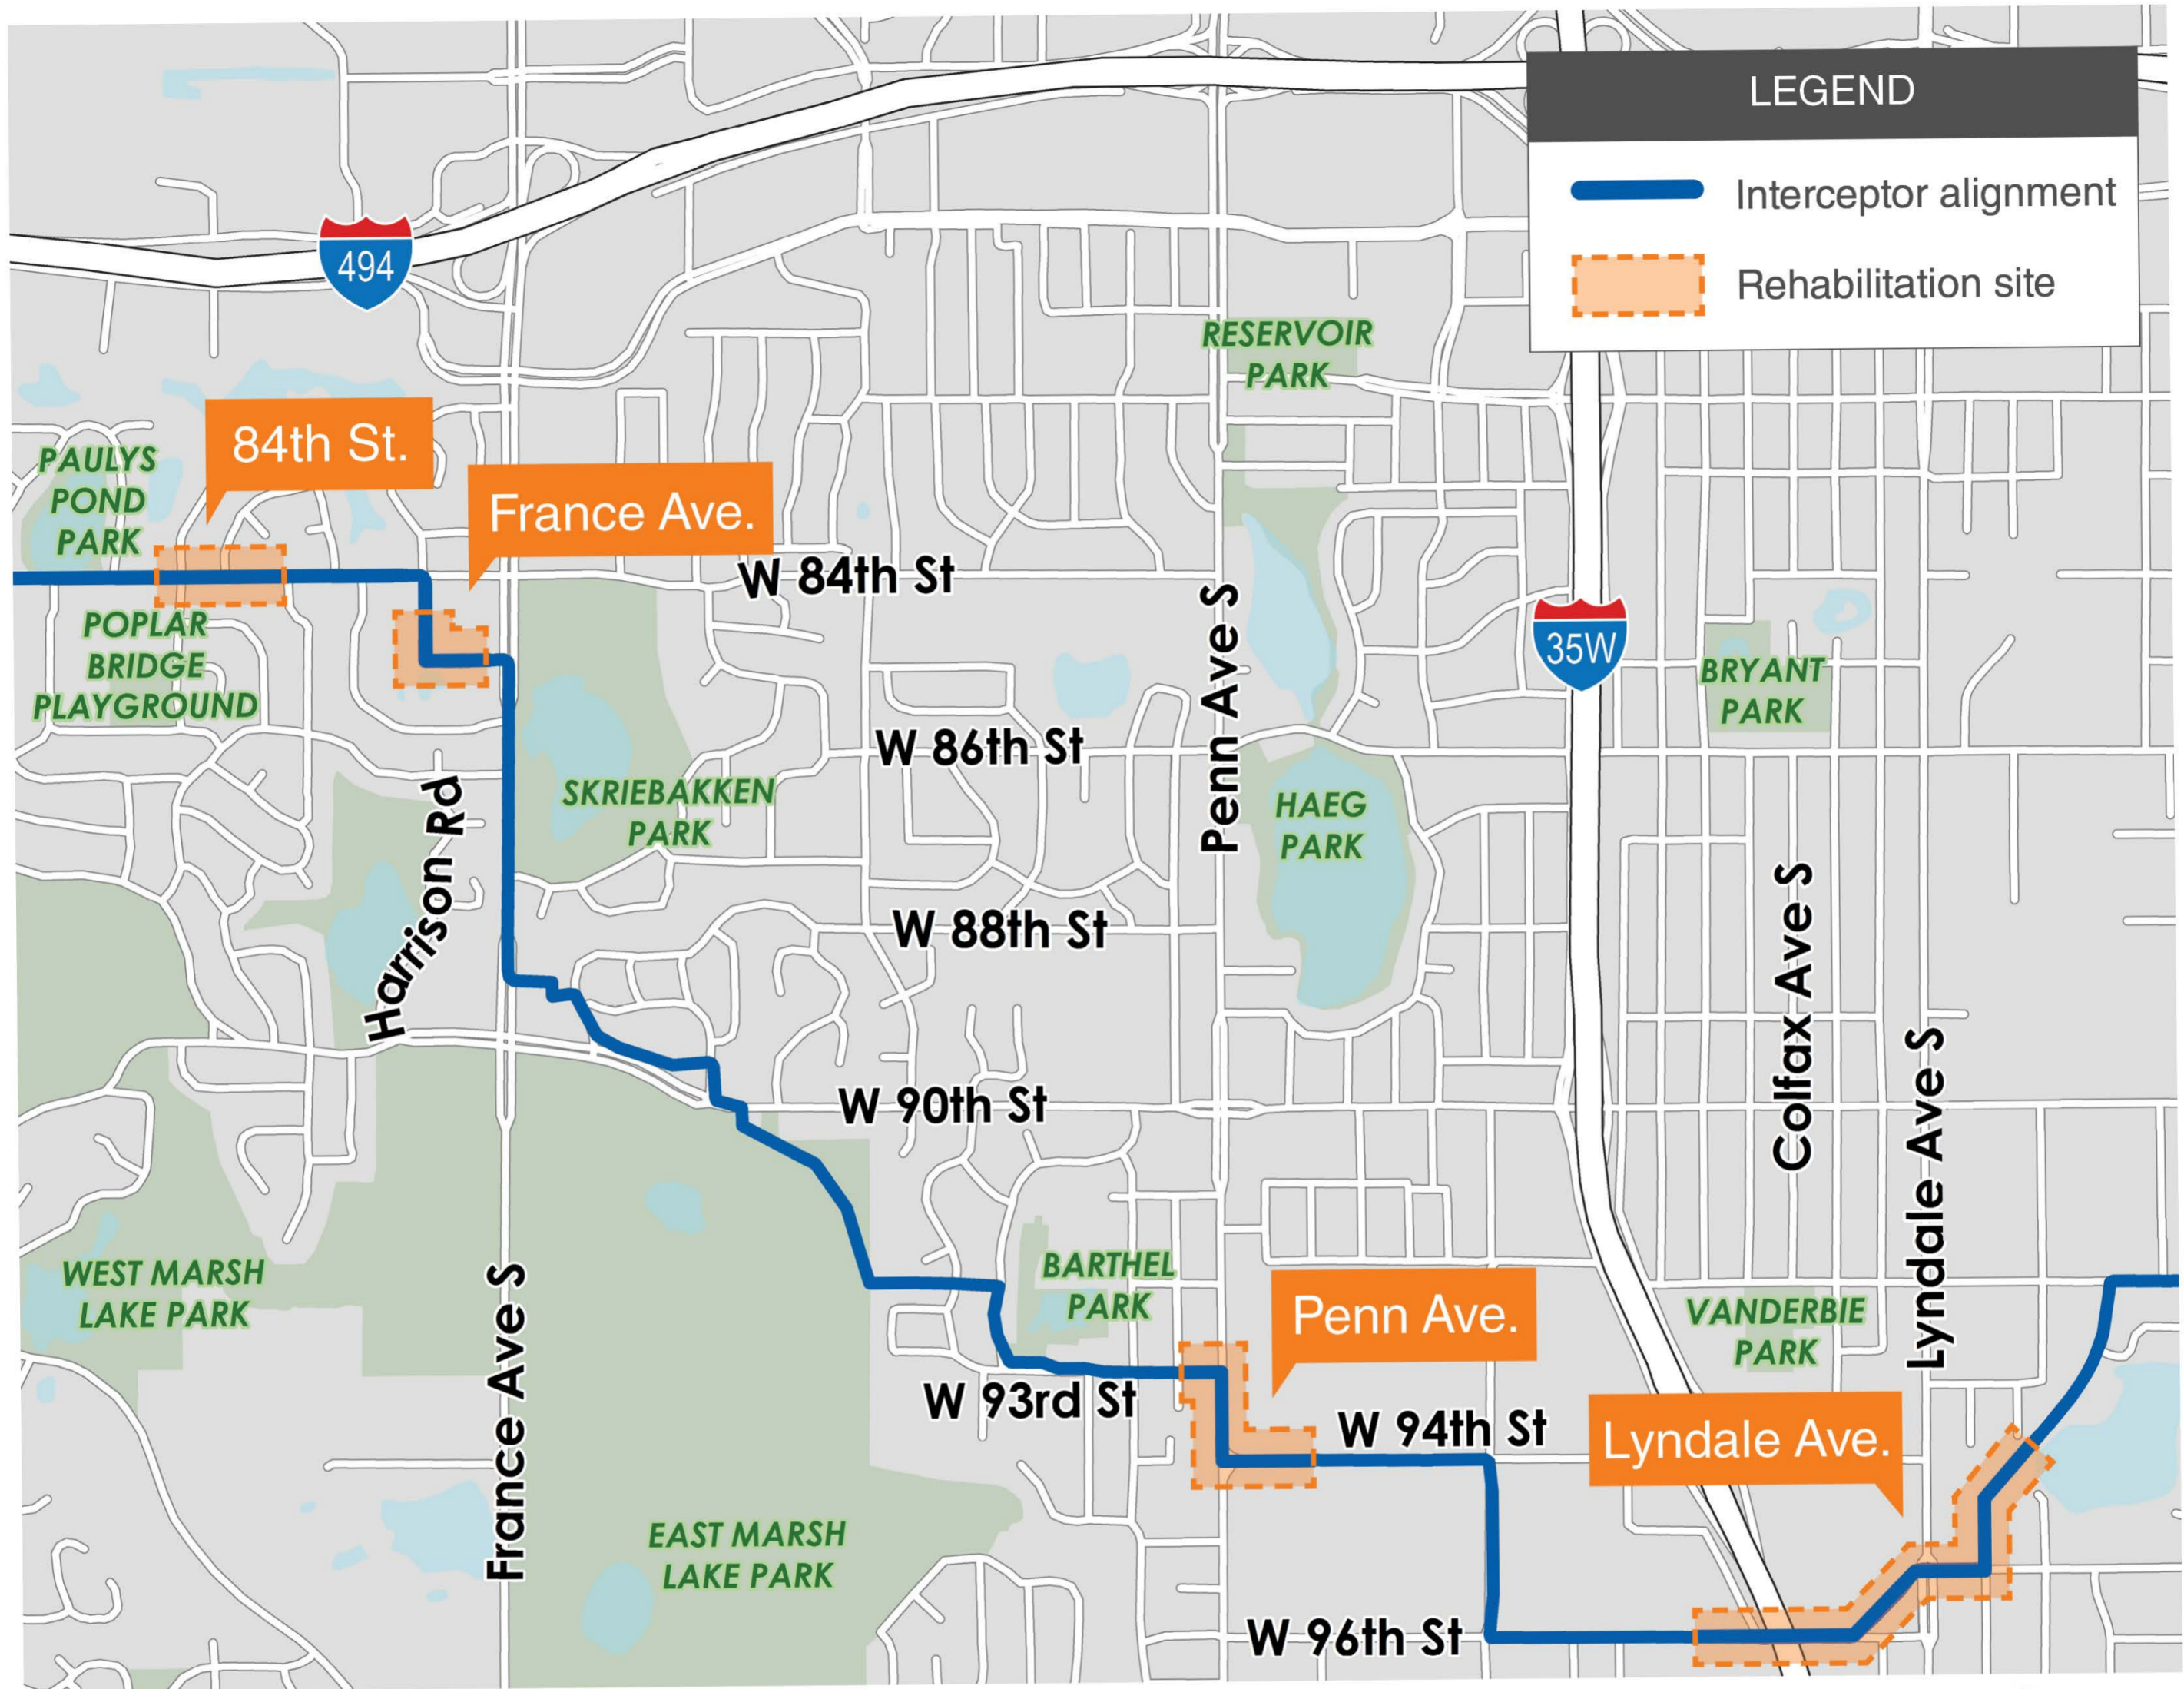 LEGEND
Interceptor alignment
Rehabilitation site
494
RESERVOIR
PARK
84th St.
PAULYS
POND
PARK
France Ave.
W 84th St
POPLAR
BRIDGE
PLAYGROUND
Penn Ave S
35W
BRYANT
PARK
W 86th St
SKRIEBAKKEN
PARK
HAEG
PARK
Harrison Rd
W 88th St
Colfax Ave S
W 90th St
Lyndale Ave S
WEST MARSH
LAKE PARK
BARTHEL
PARK
France Ave S
Penn Ave.
VANDERBIE
PARK
W 93rd St
W 94th St
Lyndale Ave.
EAST MARSH
LAKE PARK
W 96th St